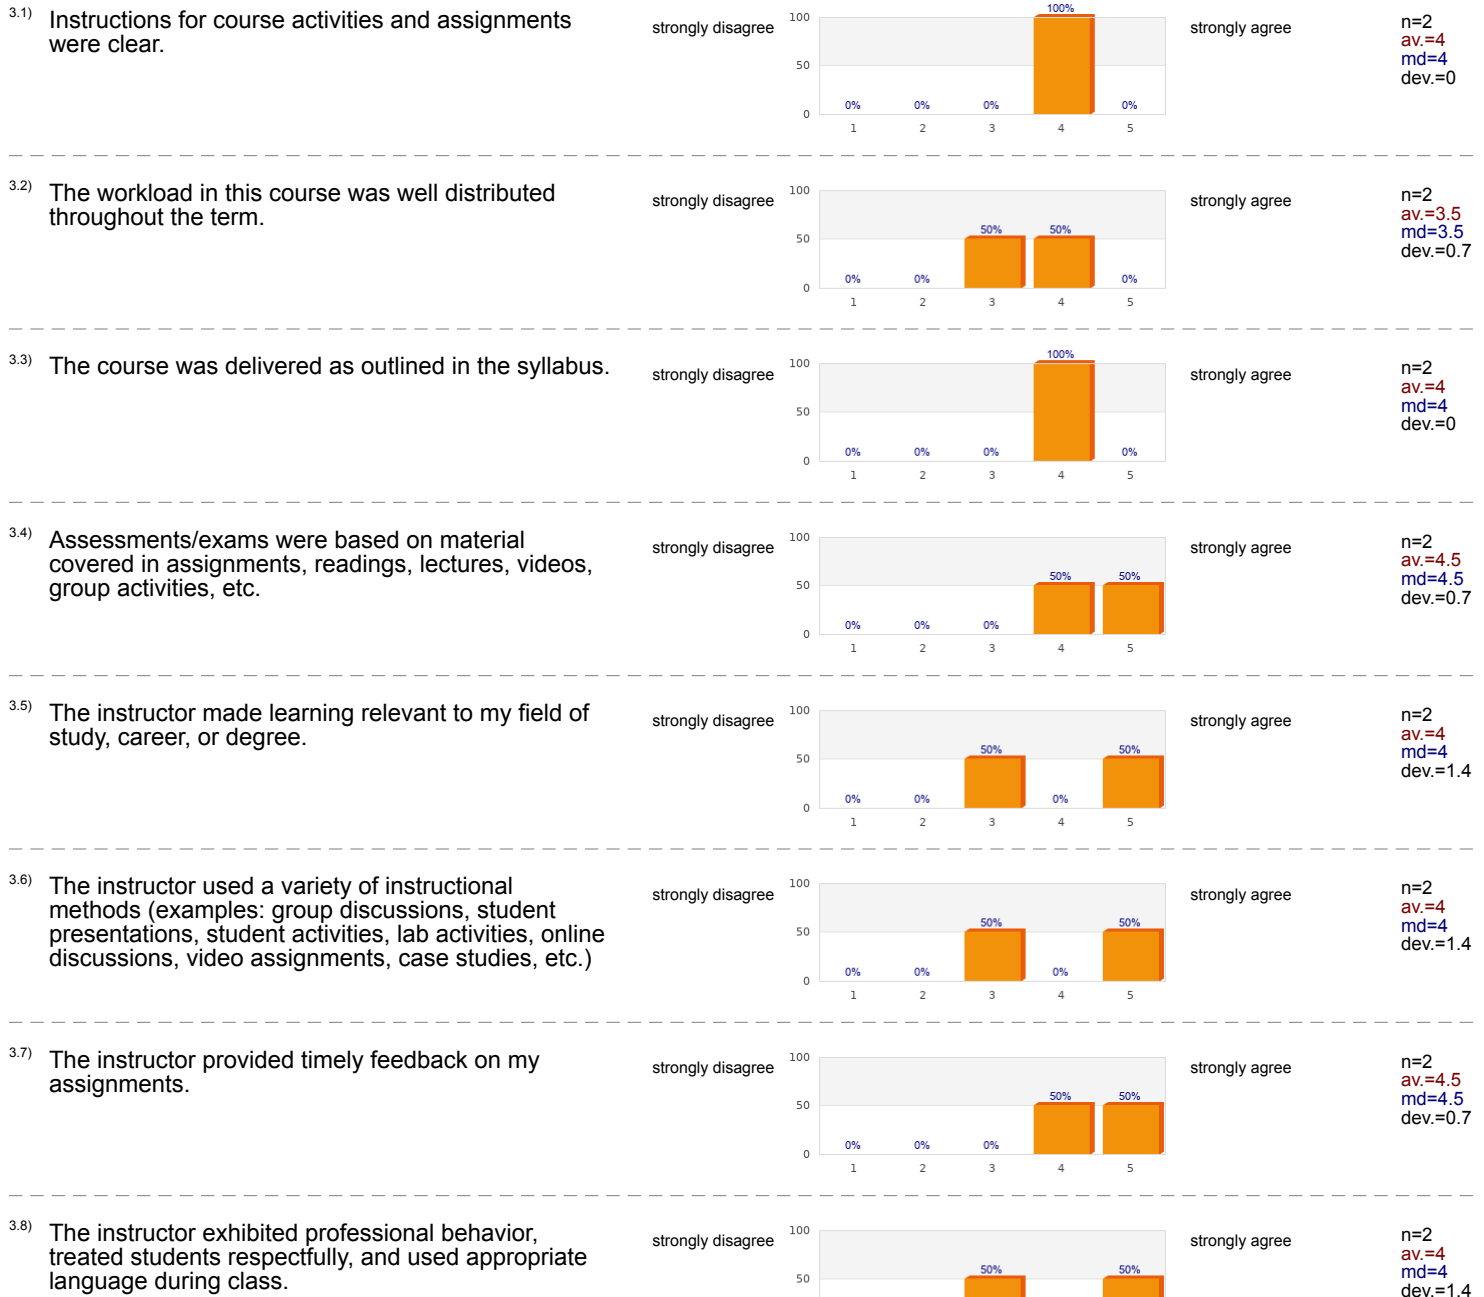 3.1) Instructions for course activities and assignments
were clear.
strongly disagree
100
50
0
0%
0%
0%
100%
0%
1
2
3
4
5
strongly agree
n=2
av.=4
md=4
dev.=0
3.2) The workload in this course was well distributed
throughout the term.
strongly disagree
100
50
0
0%
0%
50%
50%
0%
1
2
3
4
5
strongly agree
n=2
av.=3.5
md=3.5
dev.=0.7
3.3) The course was delivered as outlined in the syllabus.
strongly disagree
100
50
0
0%
0%
0%
100%
0%
1
2
3
4
5
strongly agree
n=2
av.=4
md=4
dev.=0
3.4) Assessments/exams were based on material
covered in assignments, readings, lectures, videos,
group activities, etc.
strongly disagree
100
50
0
0%
0%
0%
50%
50%
1
2
3
4
5
strongly agree
n=2
av.=4.5
md=4.5
dev.=0.7
3.5) The instructor made learning relevant to my field of
study, career, or degree.
strongly disagree
100
50
0
0%
0%
50%
0%
50%
1
2
3
4
5
strongly agree
n=2
av.=4
md=4
dev.=1.4
3.6) The instructor used a variety of instructional
methods (examples: group discussions, student
presentations, student activities, lab activities, online
discussions, video assignments, case studies, etc.)
strongly disagree
100
50
0
0%
0%
50%
0%
50%
1
2
3
4
5
strongly agree
n=2
av.=4
md=4
dev.=1.4
3.7) The instructor provided timely feedback on my
assignments.
strongly disagree
100
50
0
0%
0%
0%
50%
50%
1
2
3
4
5
strongly agree
n=2
av.=4.5
md=4.5
dev.=0.7
3.8) The instructor exhibited professional behavior,
treated students respectfully, and used appropriate
language during class.
strongly disagree
100
50
50%
50%
strongly agree
n=2
av.=4
md=4
dev.=1.4